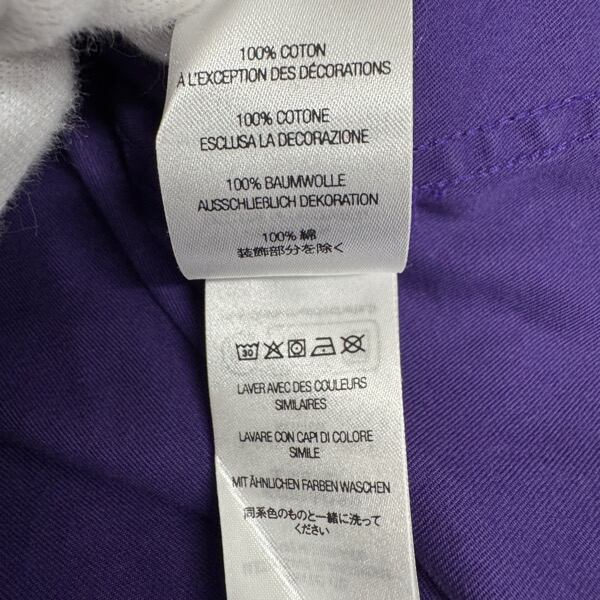 100% COTON
À L'EXCEPTION DES DÉCORATIONS
100% COTONE
ESCLUSA LA DECORAZIONE
100% BAUMWOLLE
AUSSCHLIEßLICH DEKORATION
100% 綿
装飾部分を除く
30
LAVER AVEC DES COULEURS
SIMILAIRES
LAVARE CON CAPI DI COLORE
SIMILE
MIT ÄHNLICHEN FARBEN WASCHEN
同系色のものと一緒に洗って
ください